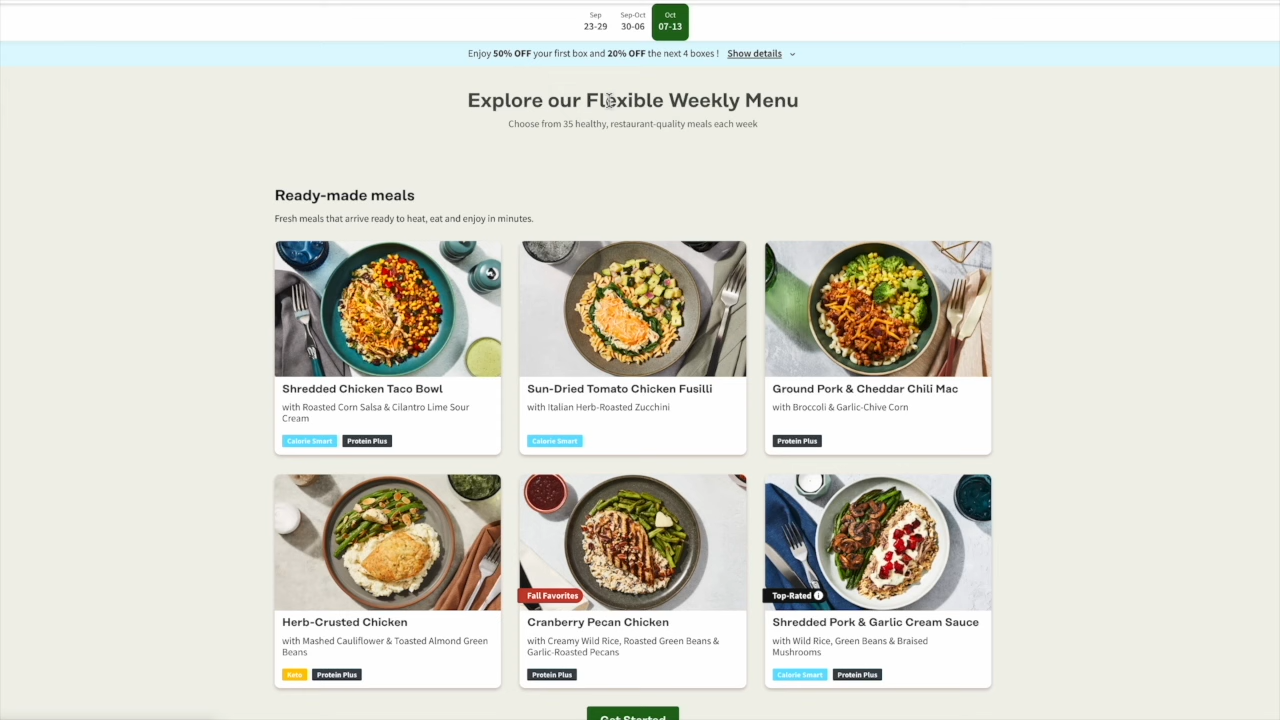 Sep
23-29
Sep-Oct
30-06
Oct
07-13
Enjoy 50% OFF your first box and 20% OFF the next 4 boxes ! Show details
Explore our Flexible Weekly Menu
Choose from 35 healthy, restaurant-quality meals each week
Ready-made meals
Fresh meals that arrive ready to heat, eat and enjoy in minutes.
Shredded Chicken Taco Bowl
with Roasted Corn Salsa & Cilantro Lime Sour
Cream
Calorie Smart Protein Plus
Sun-Dried Tomato Chicken Fusilli
with Italian Herb-Roasted Zucchini
Calorie Smart
Ground Pork & Cheddar Chili Mac
with Broccoli & Garlic-Chive Corn
Protein Plus
Herb-Crusted Chicken
with Mashed Cauliflower & Toasted Almond Green
Beans
Keto Protein Plus
Fall Favorites
Cranberry Pecan Chicken
with Creamy Wild Rice, Roasted Green Beans &
Garlic-Roasted Pecans
Protein Plus
Top-Rated
Shredded Pork & Garlic Cream Sauce
with Wild Rice, Green Beans & Braised
Mushrooms
Calorie Smart Protein Plus
Get Started